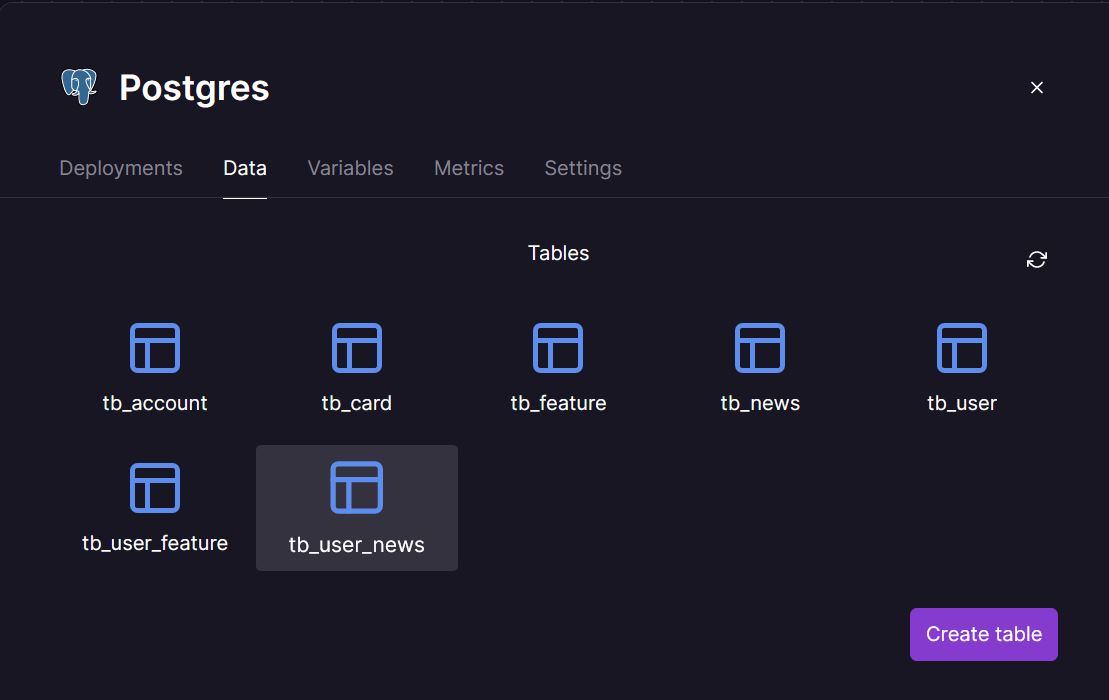 Postgres
Deployments Data Variables Metrics Settings
Tables
tb_account tb_card tb_feature tb_news tb_user
tb_user_feature tb_user_news
Create table